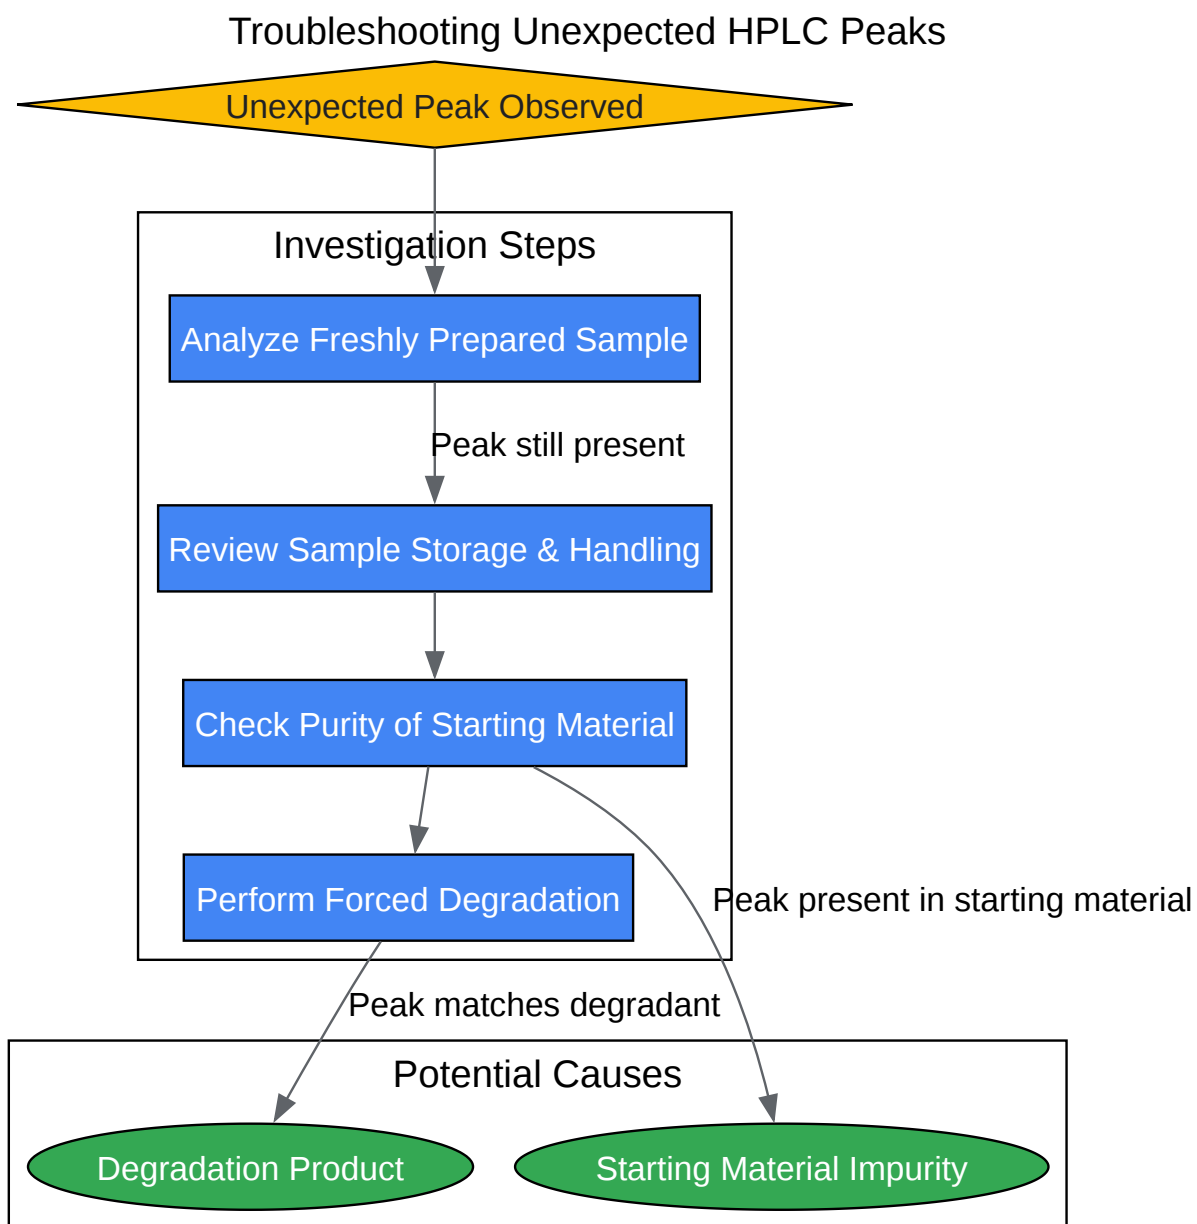 Troubleshooting Unexpected HPLC Peaks
Unexpected Peak Observed
Investigation Steps
Analyze Freshly Prepared Sample
Peak still present
Review Sample Storage & Handling
Check Purity of Starting Material
Perform Forced Degradation
Peak present in starting material
Peak matches degradant
Potential Causes
Degradation Product
Starting Material Impurity